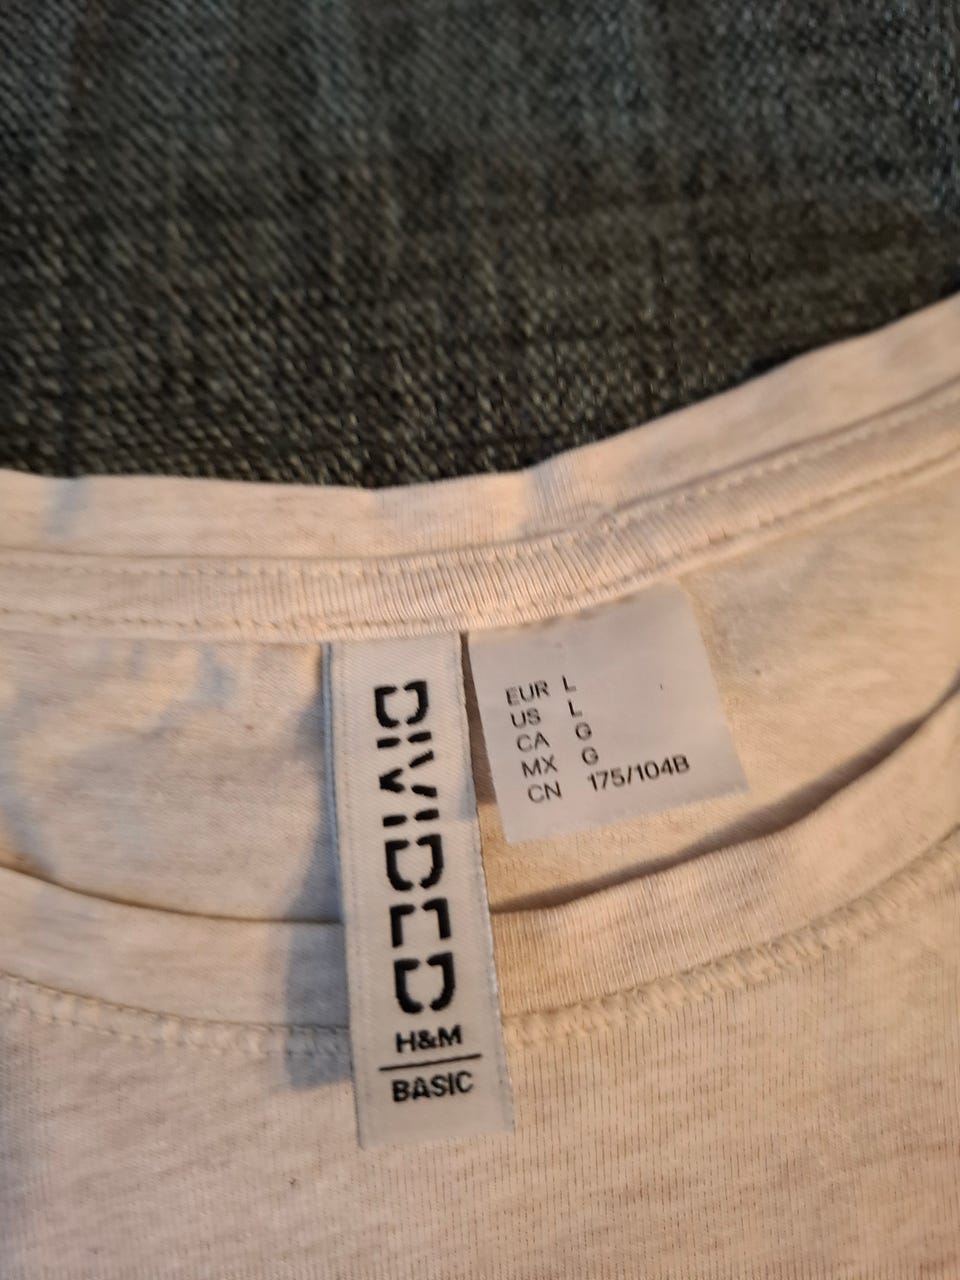 DIVIDED
H&M
BASIC
EUR L
US L
CA G
MX G
CN 175/104B